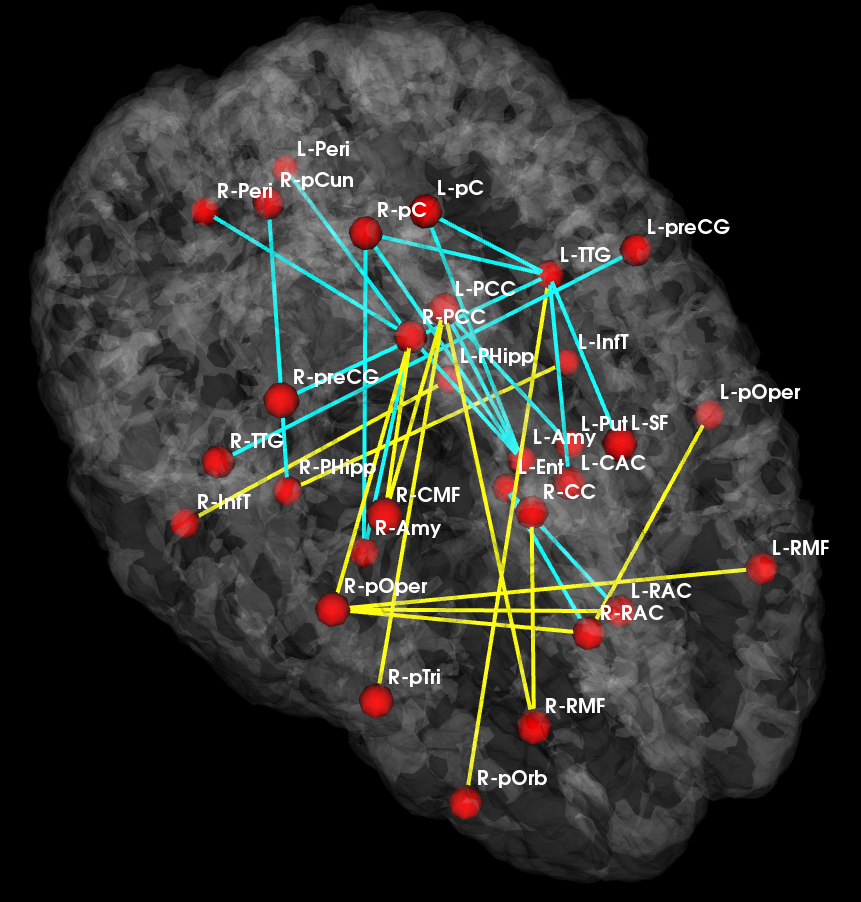 L-Peri
R-pCun
R-Peri
L-pC
R-pC
L-preCG
L-TTG
L-PCC
R-PCC
L-InfT
L-PHipp
R-preCG
L-pOper
L-Put
L-SF
L-Amy
R-TTG
L-CAC
R-PHipp
L-Ent
R-CC
R-CMF
R-InfT
R-Amy
L-RMF
R-pOper
L-RAC
R-RAC
R-pTri
R-RMF
R-pOrb